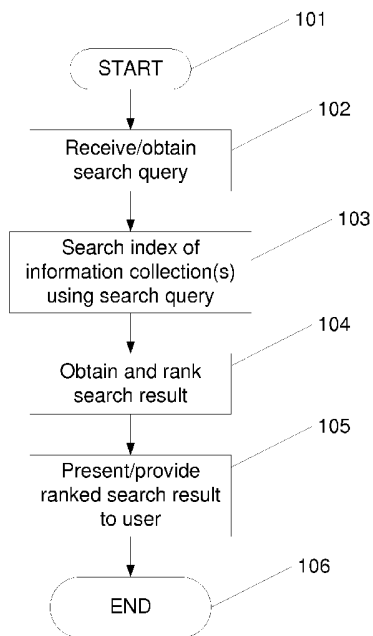 101
START
102
Receive/obtain
search query
103
Search index of
information collection(s)
using search query
104
Obtain and rank
search result
105
Present/provide
ranked search result
to user
106
END